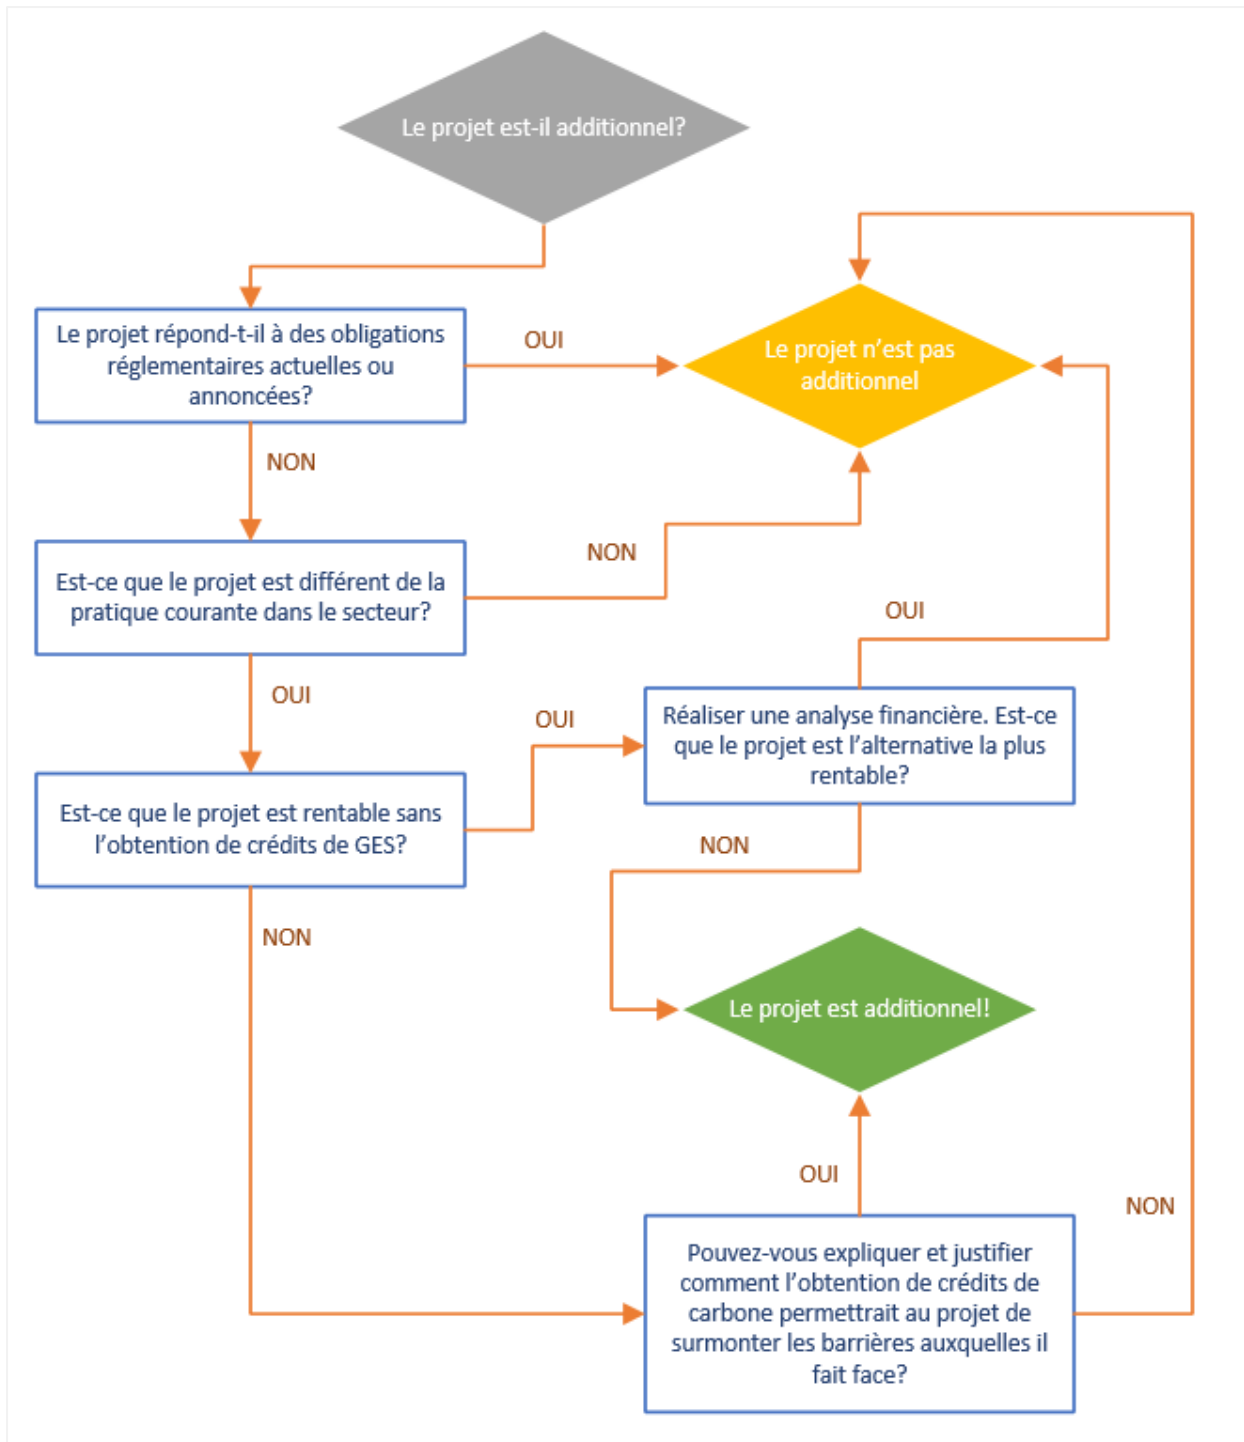 Le projet est-il additionnel?
Le projet répond-t-il à des obligations
réglementaires actuelles ou
annoncées?
OUI
Le projet n'est pas
additionnel
NON
Est-ce que le projet est différent de la
pratique courante dans le secteur?
NON
OUI
OUI
OUI
Réaliser une analyse financière. Est-ce
que le projet est l'alternative la plus
rentable?
Est-ce que le projet est rentable sans
l'obtention de crédits de GES?
NON
NON
Le projet est additionnel!
OUI
NON
Pouvez-vous expliquer et justifier
comment l'obtention de crédits de
carbone permettrait au projet de
surmonter les barrières auxquelles il
fait face?